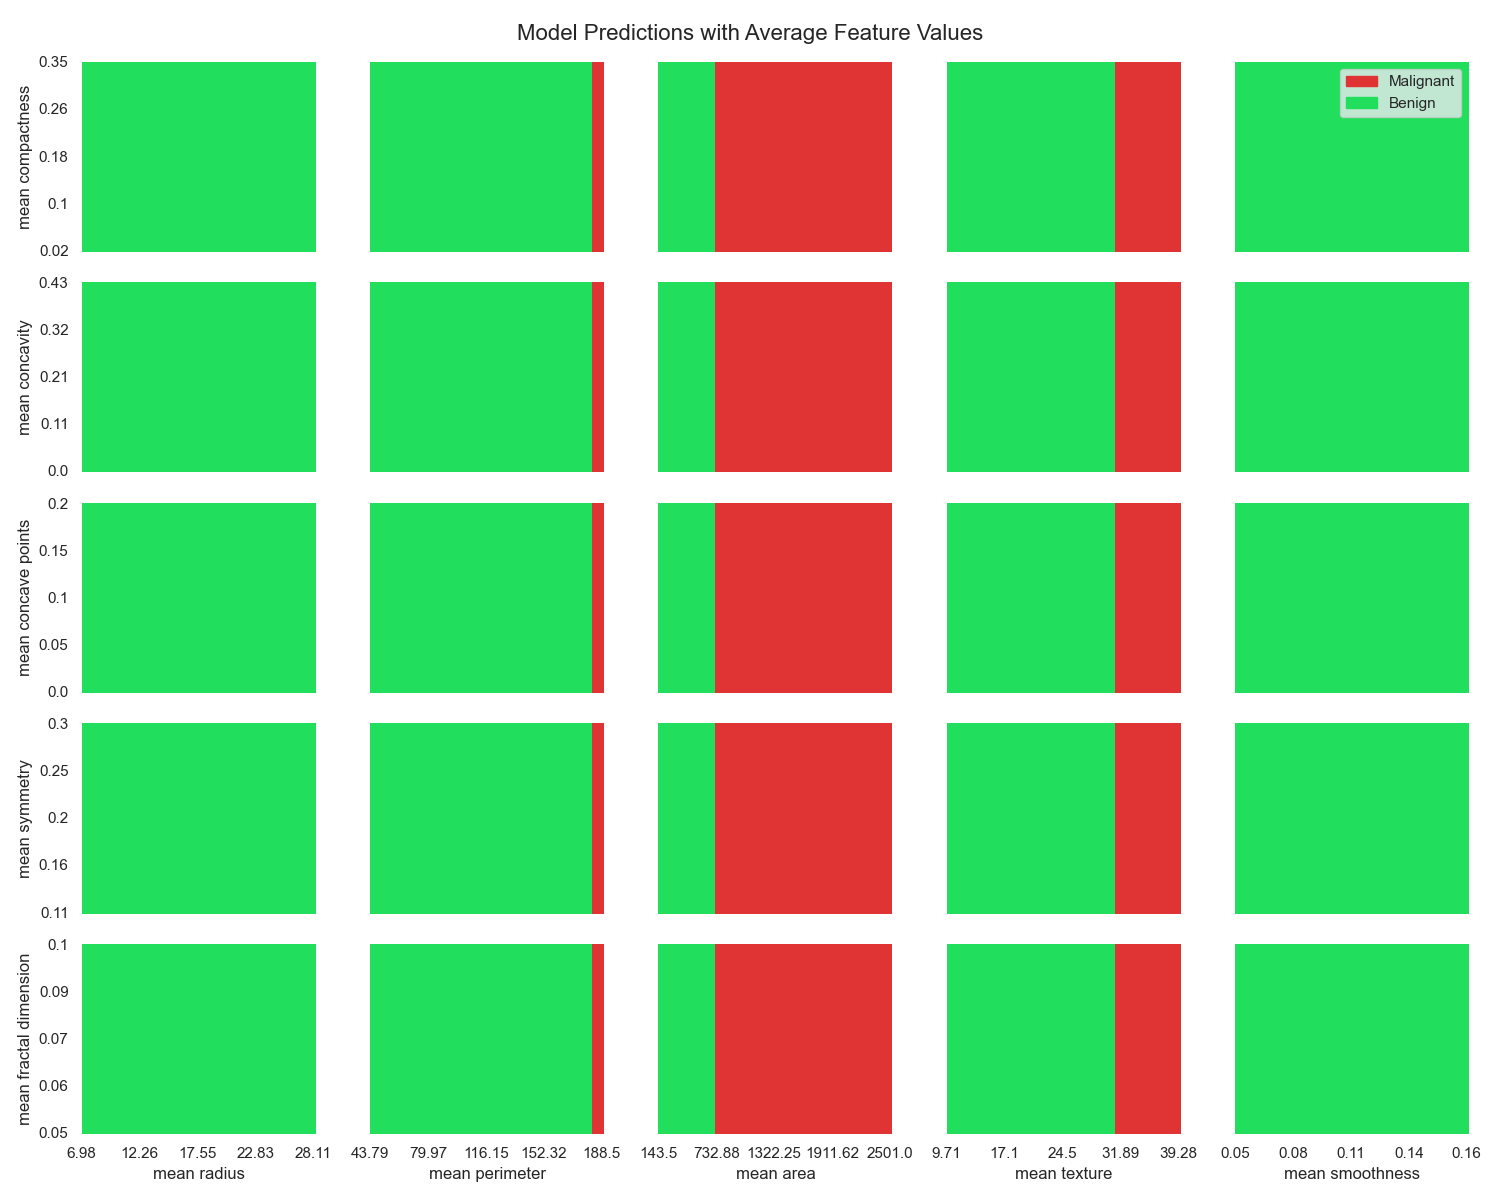 Model Predictions with Average Feature Values
mean compactness
0.35
0.26
0.18
0.1
0.02
Malignant
Benign
mean concavity
0.43
0.32
0.21
0.11
0.0
mean concave points
0.2
0.15
0.1
0.05
0.0
mean symmetry
0.3
0.25
0.2
0.16
0.11
mean fractal dimension
0.1
0.09
0.07
0.06
0.05
6.98 12.26 17.55 22.83 28.11 43.79 79.97 116.15 152.32 188.5 143.5 732.88 1322.25 1911.62 2501.0 9.71 17.1 24.5 31.89 39.28 0.05 0.08 0.11 0.14 0.16
mean radius mean perimeter mean area mean texture mean smoothness